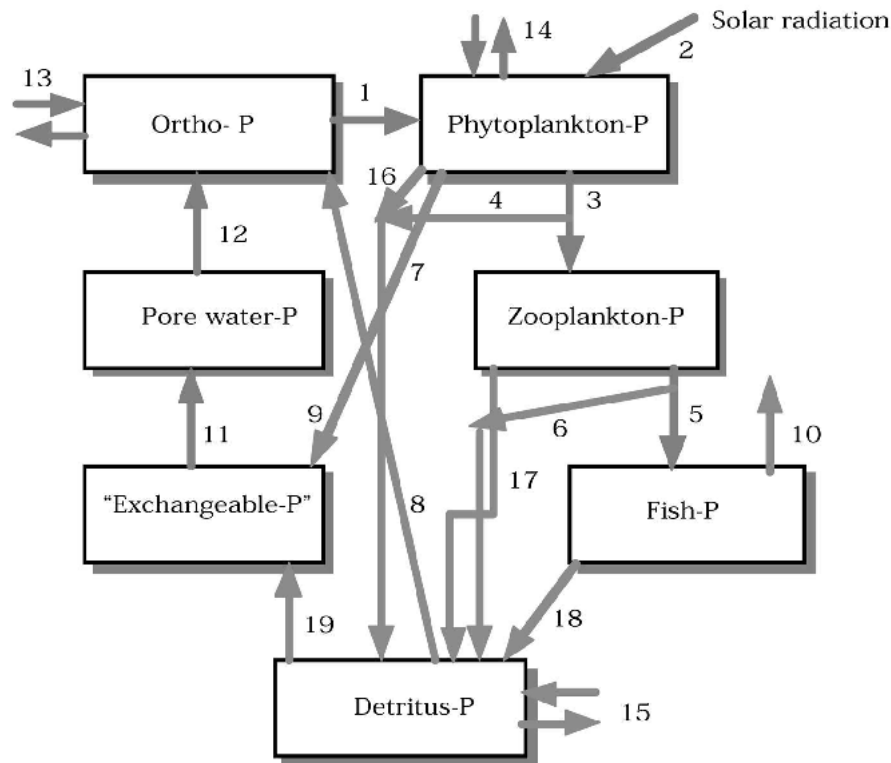 14
Solar radiation
2
13
1
Ortho- P
Phytoplankton-P
16
4
3
12
7
Pore water-P
Zooplankton-P
9
6
5
10
11
17
“Exchangeable-P”
8
Fish-P
19
18
Detritus-P
15